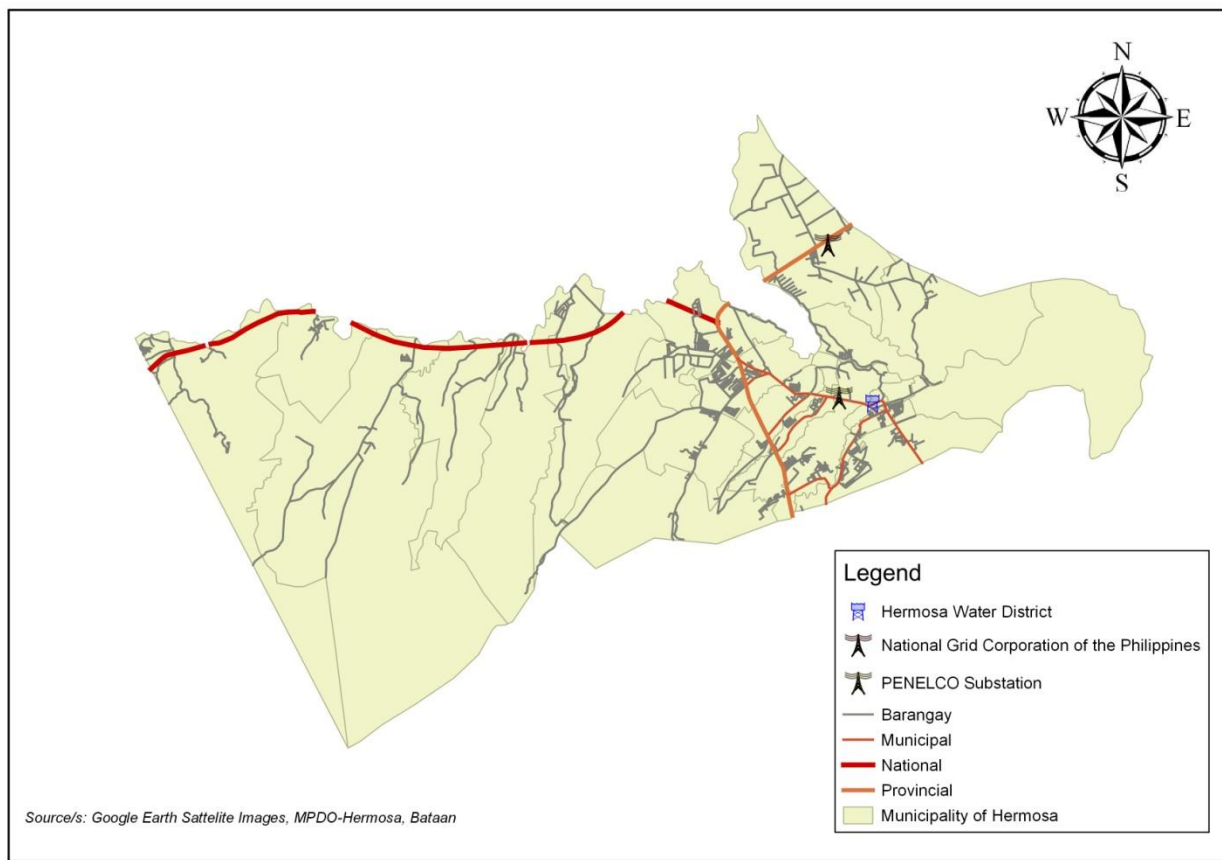 N
W E
S
Legend
Hermosa Water District
National Grid Corporation of the Philippines
PENELCO Substation
Barangay
Municipal
National
Provincial
Municipality of Hermosa
Source/s: Google Earth Sattelite Images, MPDO-Hermosa, Bataan